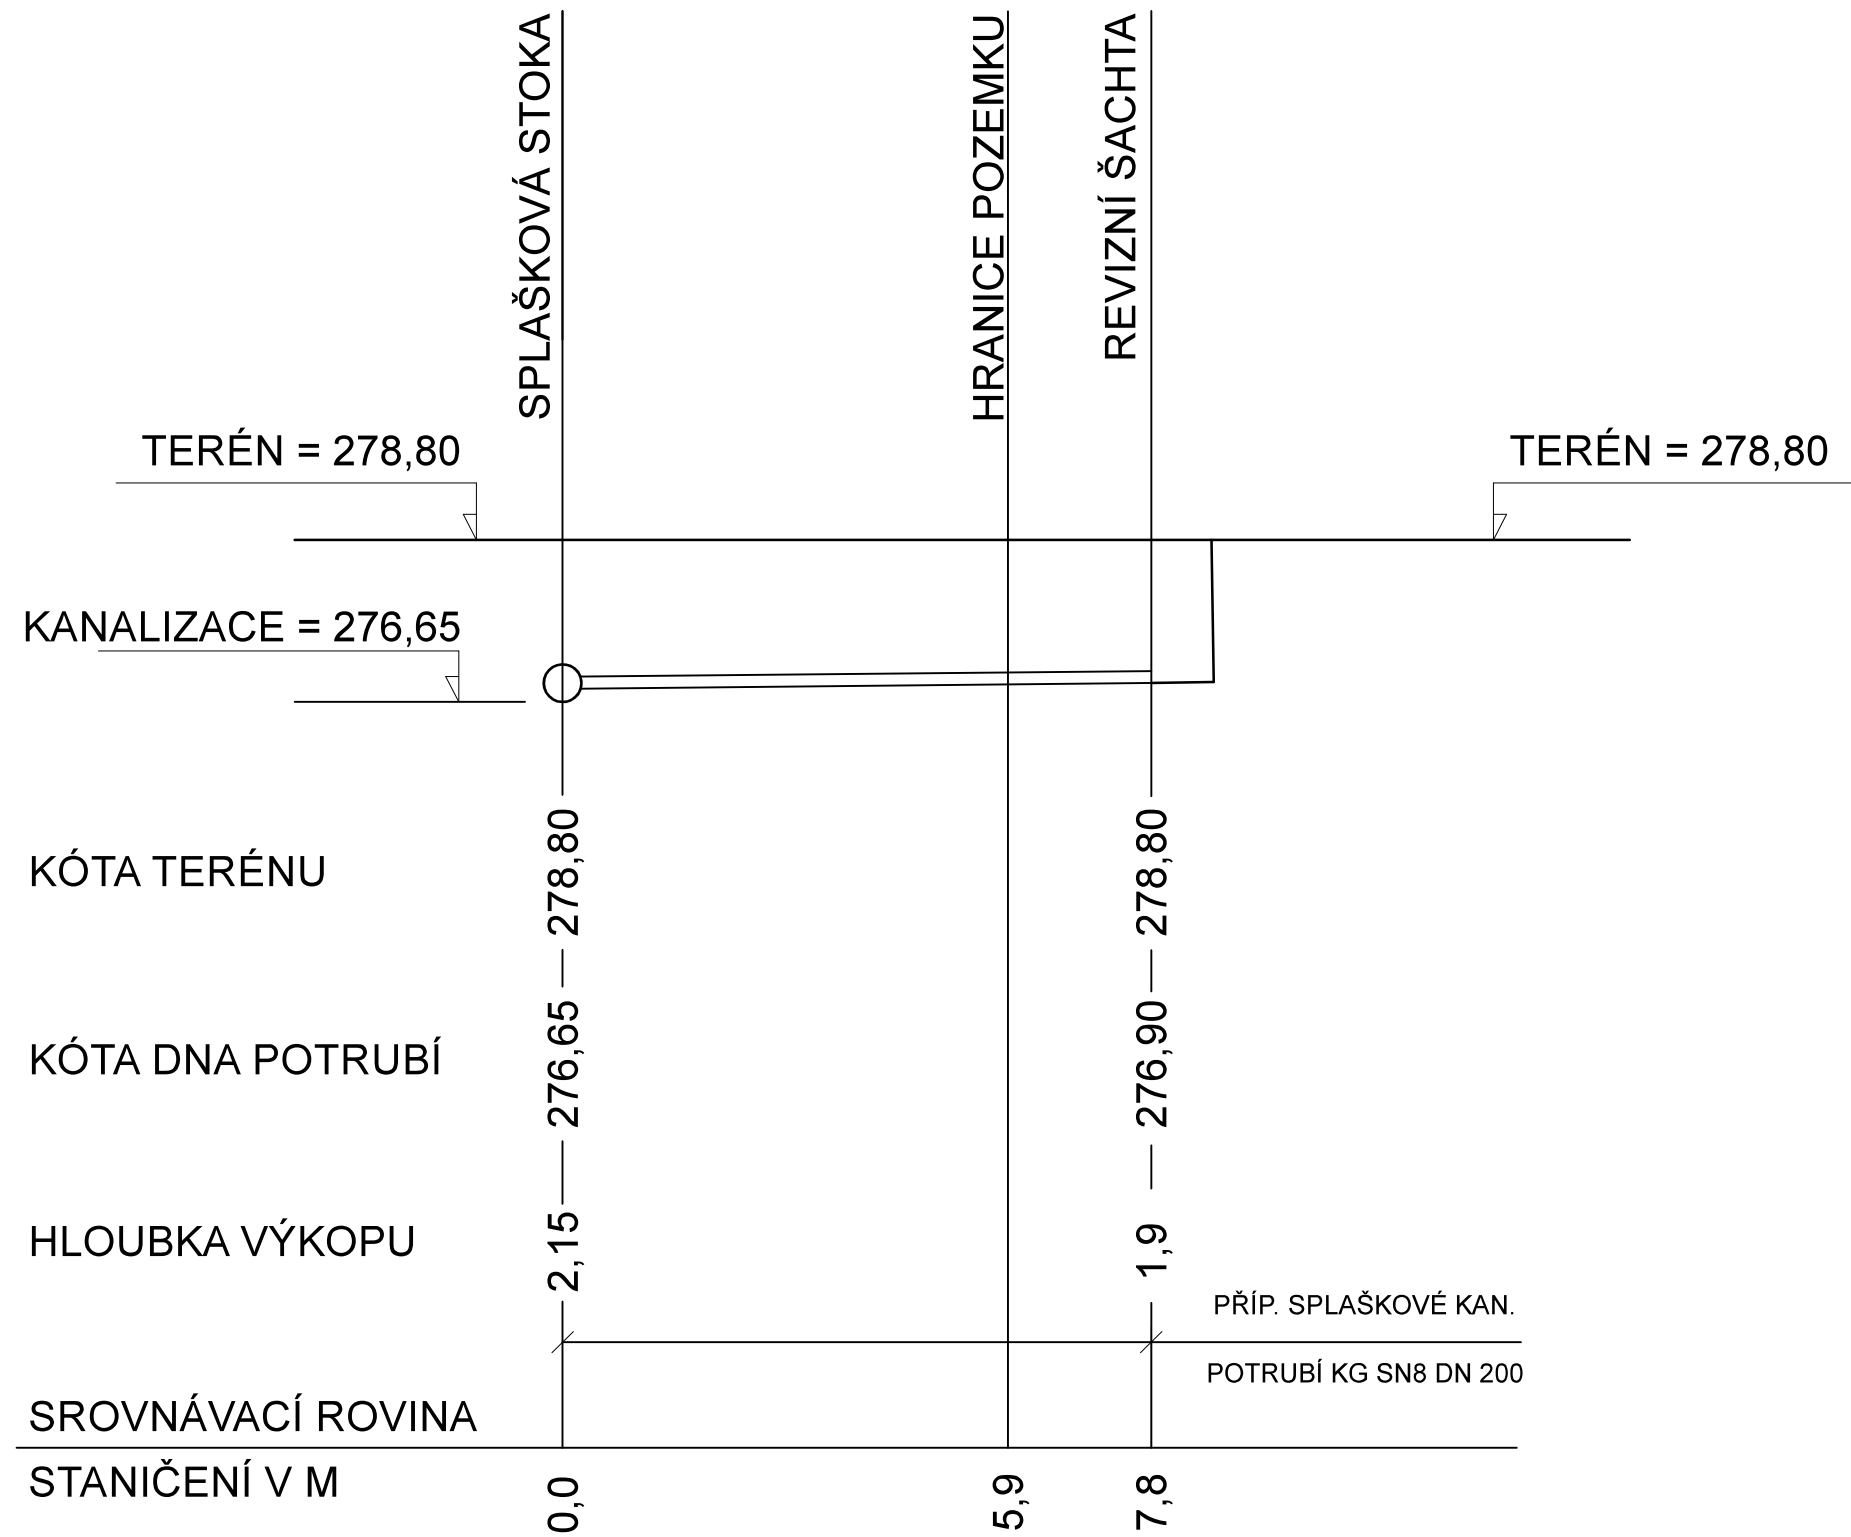 SPLAŠKOVÁ STOKA
HRANICE POZEMKU
REVIZNÍ ŠACHTA
TERÉN = 278,80
TERÉN = 278,80
KANALIZACE = 276,65
KÓTA TERÉNU
278,80
278,80
KÓTA DNA POTRUBÍ
276,65
276,90
HLOUBKA VÝKOPU
2,15
1,9
PŘÍP. SPLAŠKOVÉ KAN.
POTRUBÍ KG SN8 DN 200
SROVNÁVACÍ ROVINA
STANIČENÍ V M
0,0
5,9
7,8